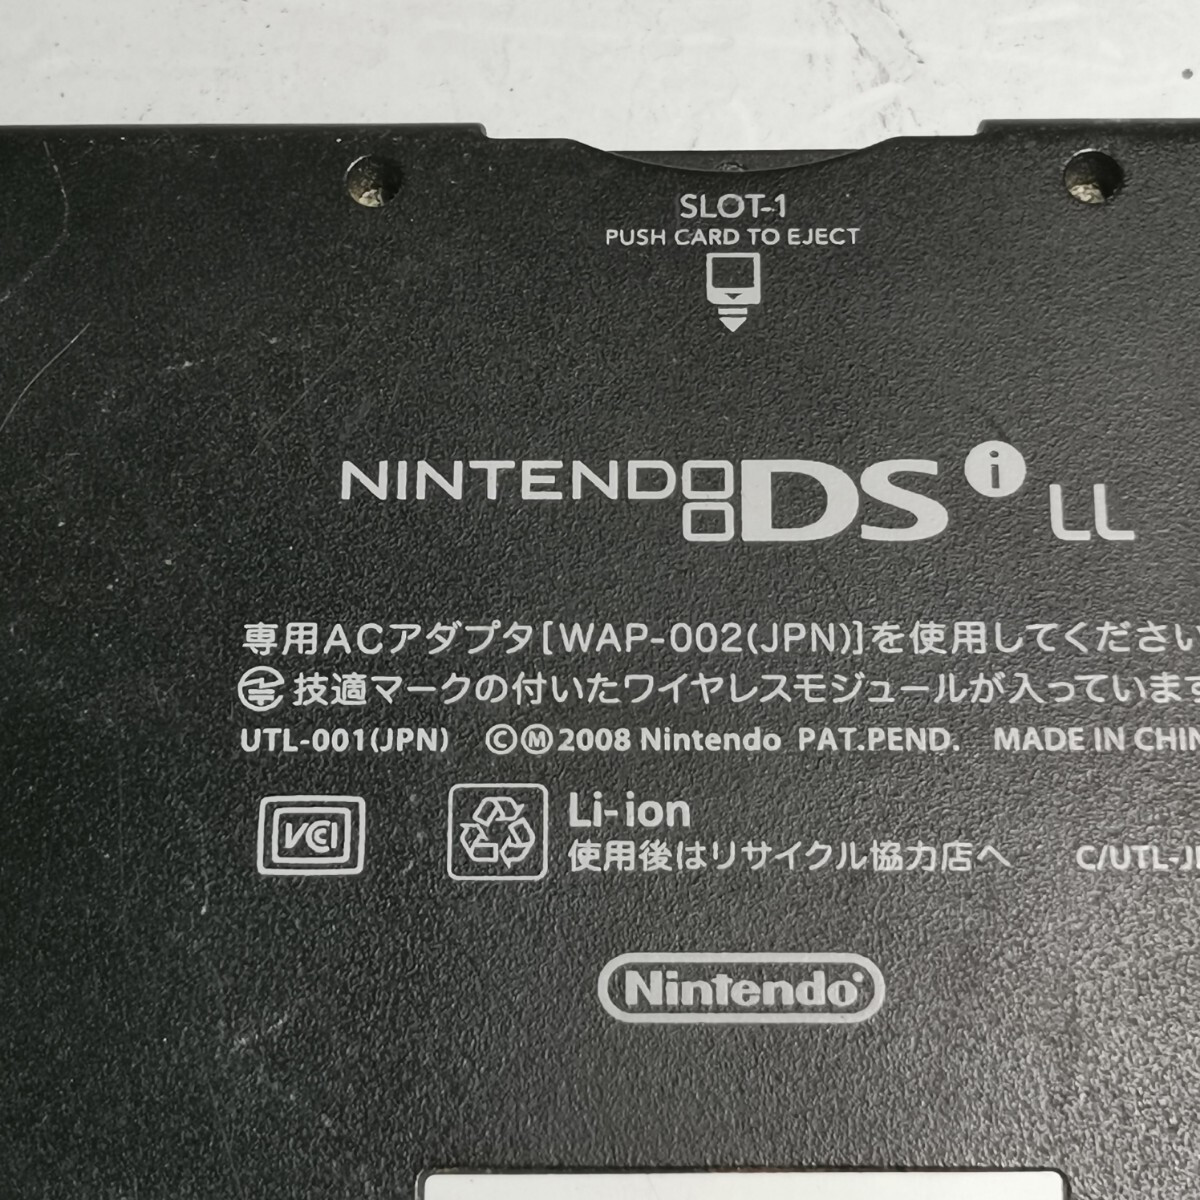 SLOT-1
PUSH CARD TO EJECT
NINTENDO DSi LL
専用ACアダプタ[WAP-002(JPN)]を使用してください
技適マークの付いたワイヤレスモジュールが入っています
UTL-001(JPN) ©Ⓜ2008 Nintendo PAT.PEND. MADE IN CHIN
VCI
Li-ion
使用後はリサイクル協力店へ C/UTL-J
Nintendo